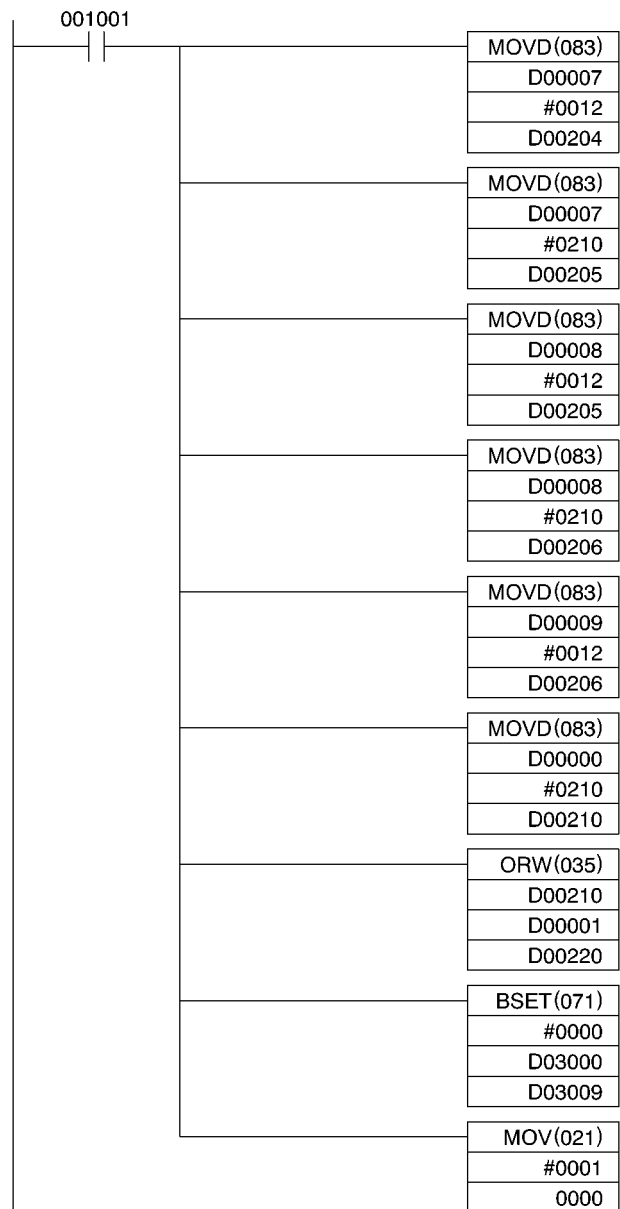 001001
MOVD(083)
D00007
#0012
D00204
MOVD(083)
D00007
#0210
D00205
MOVD(083)
D00008
#0012
D00205
MOVD(083)
D00008
#0210
D00206
MOVD(083)
D00009
#0012
D00206
MOVD(083)
D00000
#0210
D00210
ORW(035)
D00210
D00001
D00220
BSET(071)
#0000
D03000
D03009
MOV(021)
#0001
0000